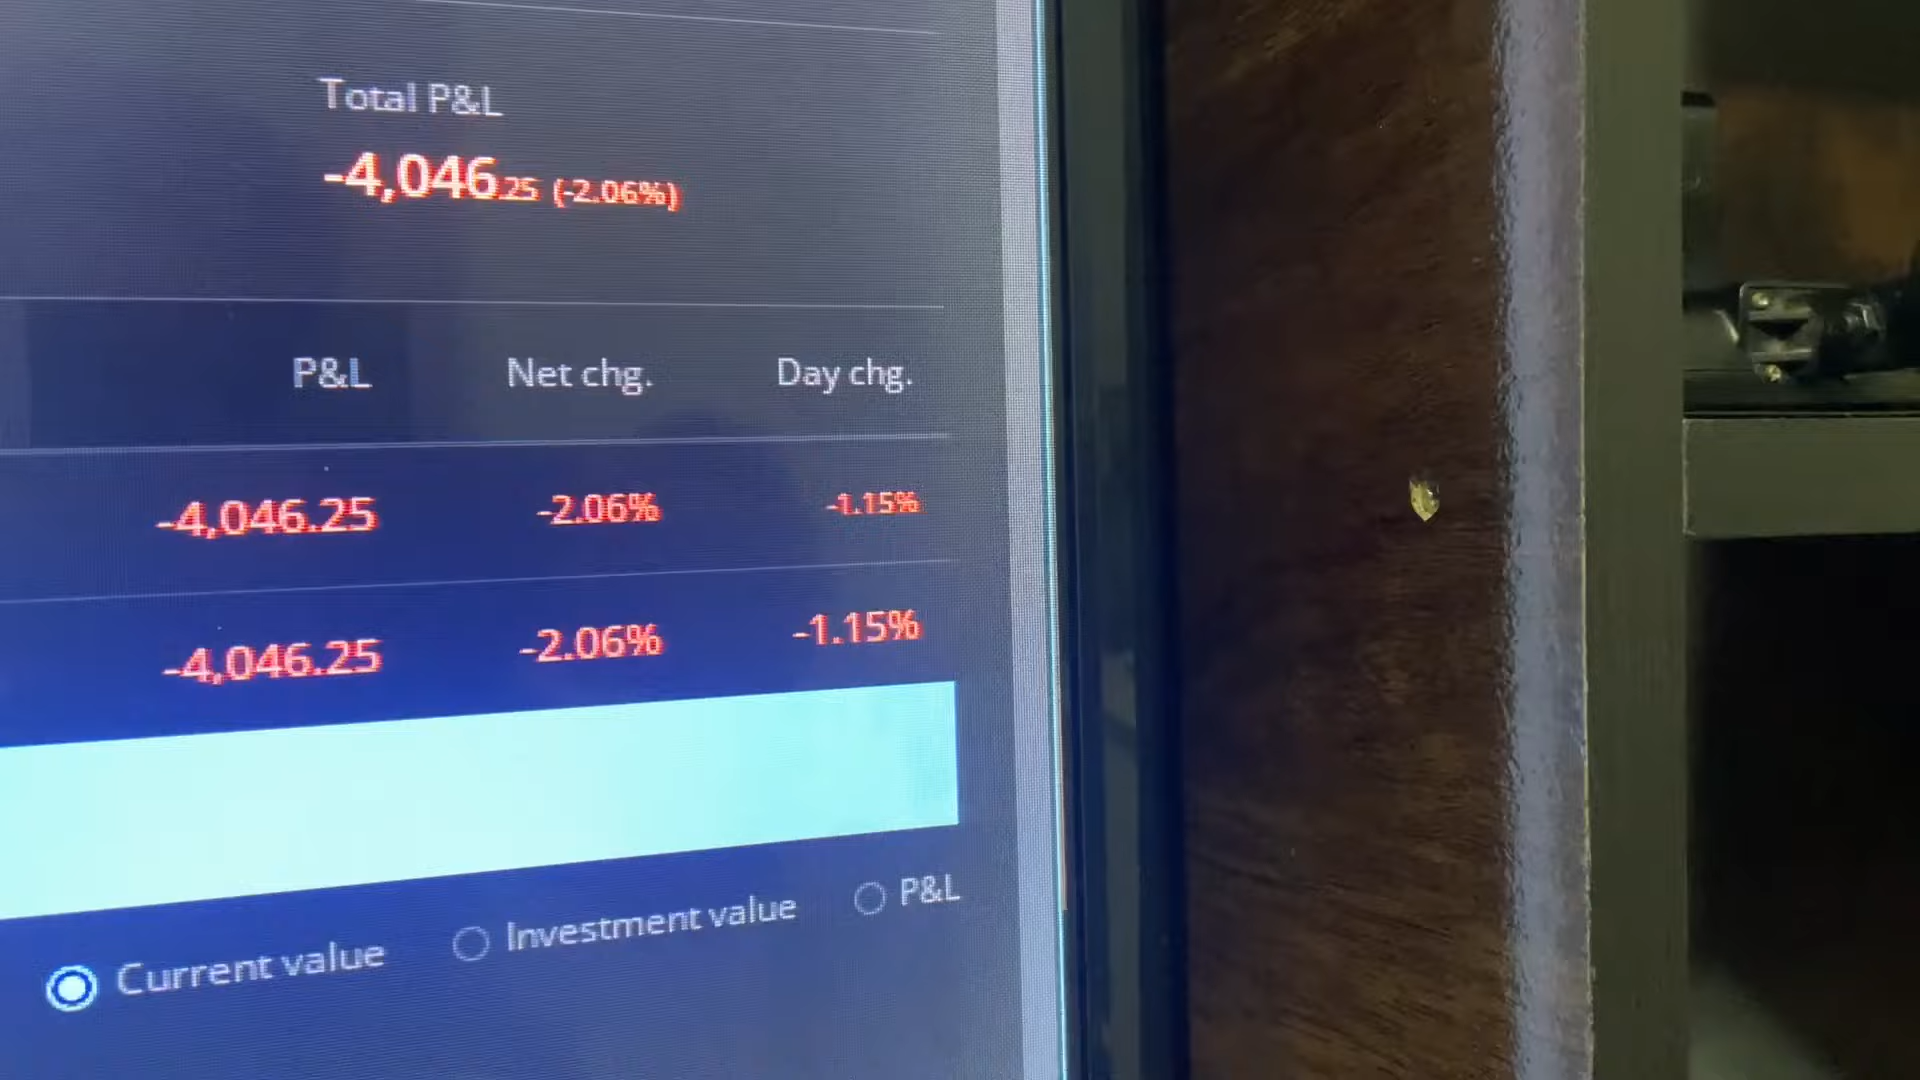 Total P&L
-4,046.25 (-2.06%)
P&L Net chg. Day chg.
-4,046.25 -2.06% -1.15%
-4,046.25 -2.06% -1.15%
Current value Investment value P&L